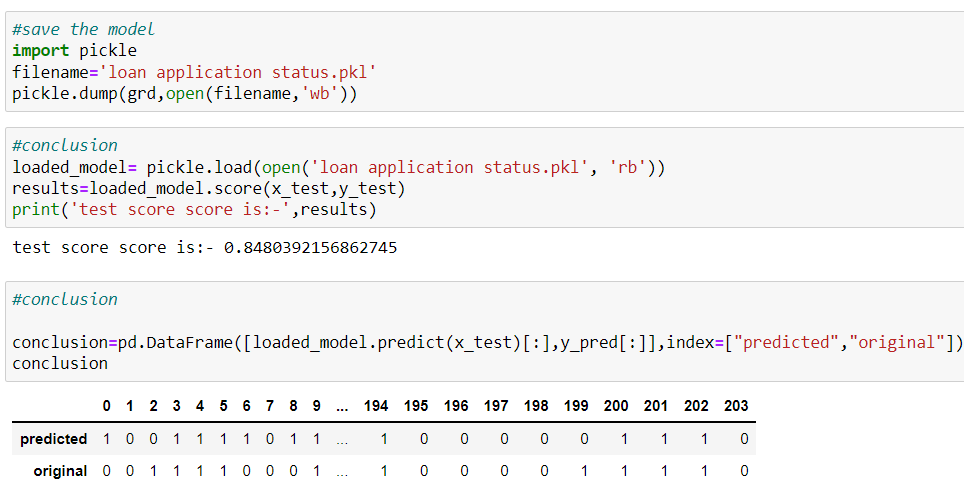 #save the model
import pickle
filename='loan application status.pkl'
pickle.dump(grd,open(filename,'wb'))
#conclusion
loaded_model= pickle.load(open('loan application status.pkl', 'rb'))
results=loaded_model.score(x_test,y_test)
print('test score score is:-',results)
test score score is:- 0.8480392156862745
#conclusion
conclusion=pd.DataFrame([loaded_model.predict(x_test)[:],y_pred[:]],index=["predicted","original"])
conclusion
0 1 2 3 4 5 6 7 8 9 ... 194 195 196 197 198 199 200 201 202 203
predicted 1 0 0 1 1 1 1 0 1 1 ... 1 0 0 0 0 0 1 1 1 0
original 0 0 1 1 1 1 0 0 0 1 ... 1 0 0 0 0 1 1 1 1 0